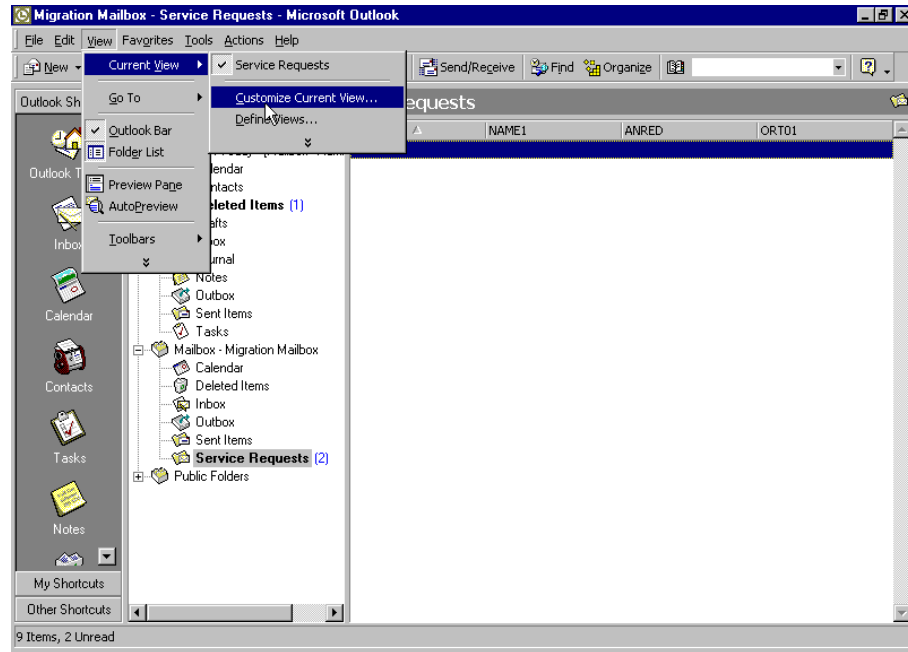 Migration Mailbox - Service Requests - Microsoft Outlook
File Edit View Favorites Tools Actions Help
New Send/Receive Find Organize
Current View Service Requests
Customize Current View...
Define Views...
Go To
Outlook Bar
Folder List
Preview Pane
AutoPreview
Toolbars
Outlook Sh equests
NAME1 ANRED ORT01
Outlook T
Inbox
Calendar
Contacts
Tasks
Notes
My Shortcuts
Other Shortcuts
lendar
ntacts
eleted Items (1)
afts
box
urnal
Notes
Outbox
Sent Items
Tasks
Mailbox - Migration Mailbox
Calendar
Deleted Items
Inbox
Outbox
Sent Items
Service Requests (2)
Public Folders
9 Items, 2 Unread